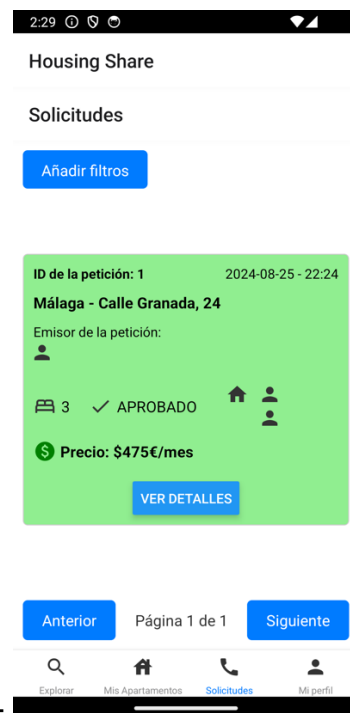 2:29
Housing Share
Solicitudes
Añadir filtros
ID de la petición: 1 2024-08-25 - 22:24
Málaga - Calle Granada, 24
Emisor de la petición:
3 APROBADO
$ Precio: $475€/mes
VER DETALLES
Anterior Página 1 de 1 Siguiente
Explorar Mis Apartamentos Solicitudes Mi perfil